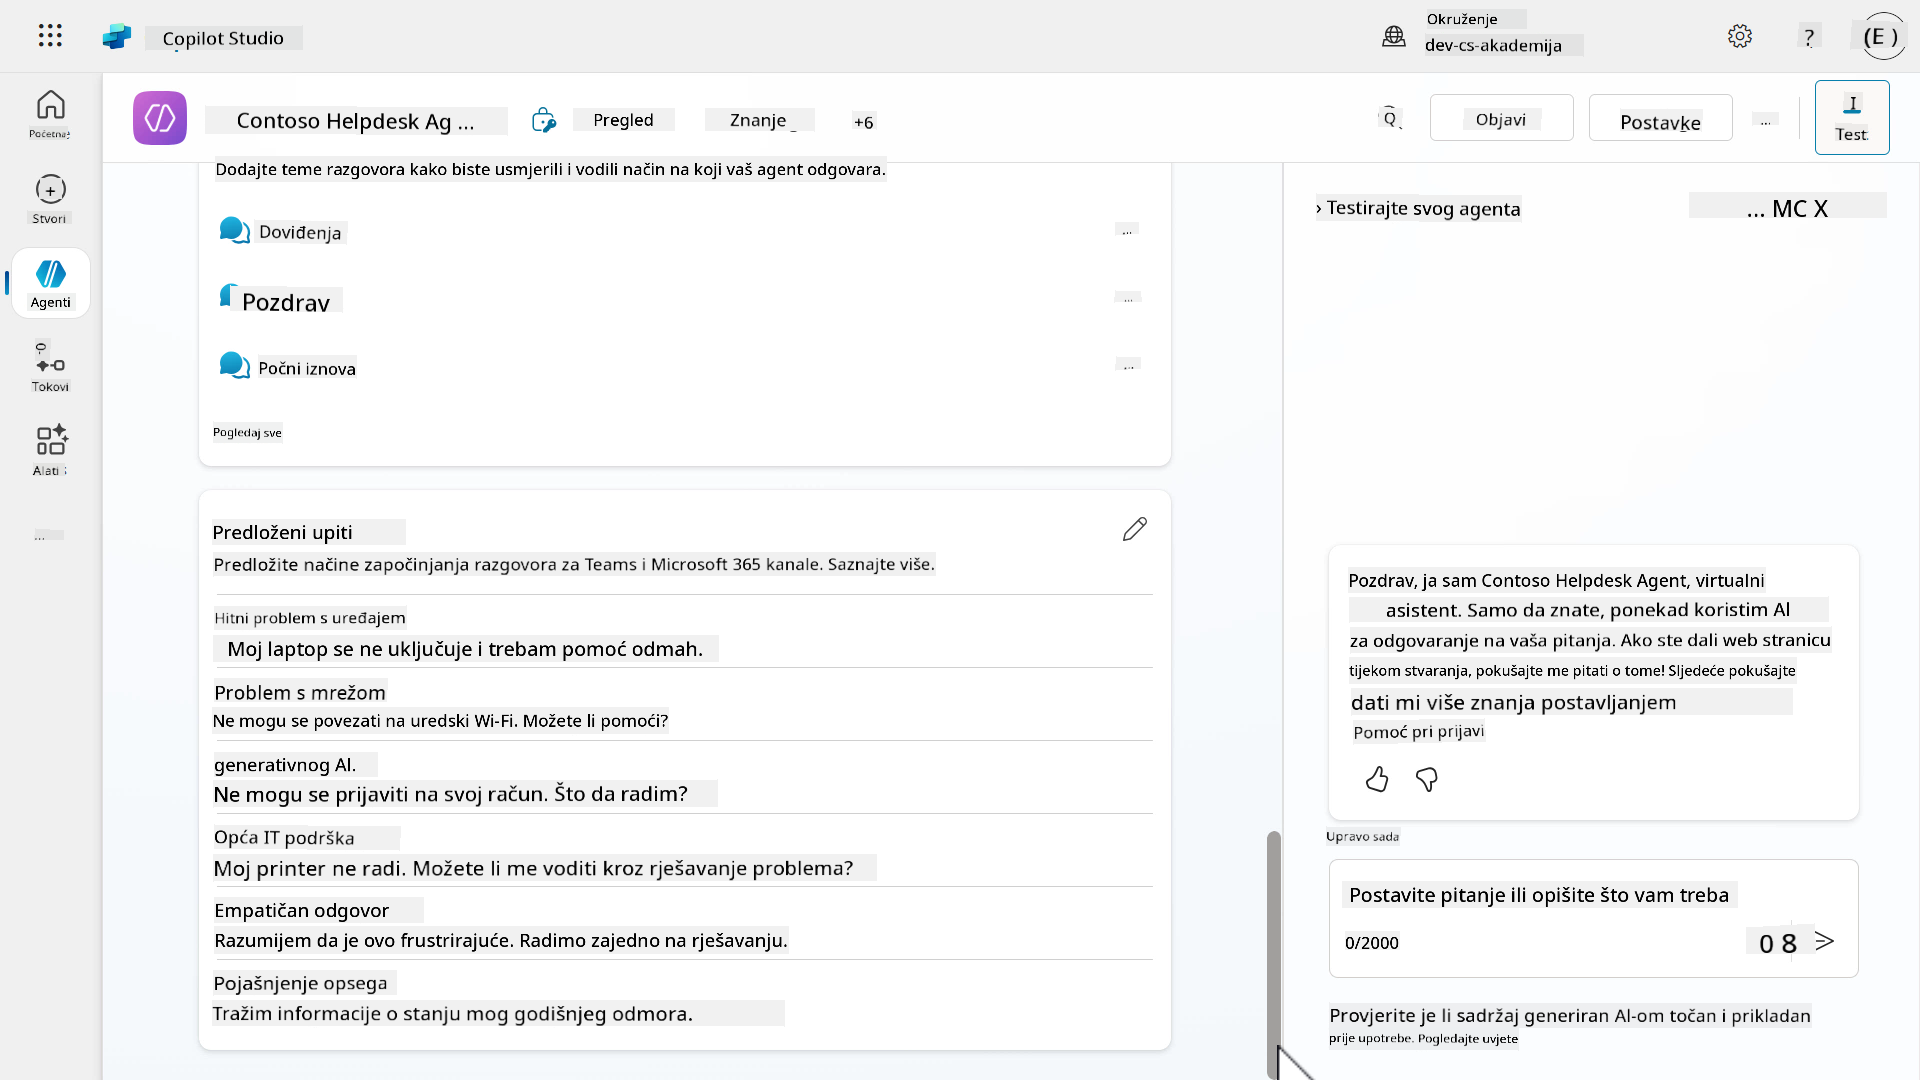 Copilot Studio
Okruženje
dev-cs-akademija
?
(E )
Početna
Stvori
Agenti
Tokovi
Alati
...
Contoso Helpdesk Ag ...
Pregled
Znanje
+6
Q
Objavi
Postavke
...
I
Test
Dodajte teme razgovora kako biste usmjerili i vodili način na koji vaš agent odgovara.
Doviđenja
...
Pozdrav
...
Počni iznova
...
Pogledaj sve
Predloženi upiti
Predložite načine započinjanja razgovora za Teams i Microsoft 365 kanale. Saznajte više.
Hitni problem s uređajem
Moj laptop se ne uključuje i trebam pomoć odmah.
Problem s mrežom
Ne mogu se povezati na uredski Wi-Fi. Možete li pomoći?
generativnog AI.
Ne mogu se prijaviti na svoj račun. Što da radim?
Opća IT podrška
Moj printer ne radi. Možete li me voditi kroz rješavanje problema?
Empatičan odgovor
Razumijem da je ovo frustrirajuće. Radimo zajedno na rješavanju.
Pojašnjenje opsega
Tražim informacije o stanju mog godišnjeg odmora.
› Testirajte svog agenta
... MC X
Pozdrav, ja sam Contoso Helpdesk Agent, virtualni
asistent. Samo da znate, ponekad koristim AI
za odgovaranje na vaša pitanja. Ako ste dali web stranicu
tijekom stvaranja, pokušajte me pitati o tome! Sljedeće pokušajte
dati mi više znanja postavljanjem
Pomoć pri prijavi
Upravo sada
Postavite pitanje ili opišite što vam treba
0/2000
0 8
Provjerite je li sadržaj generiran AI-om točan i prikladan
prije upotrebe. Pogledajte uvjete